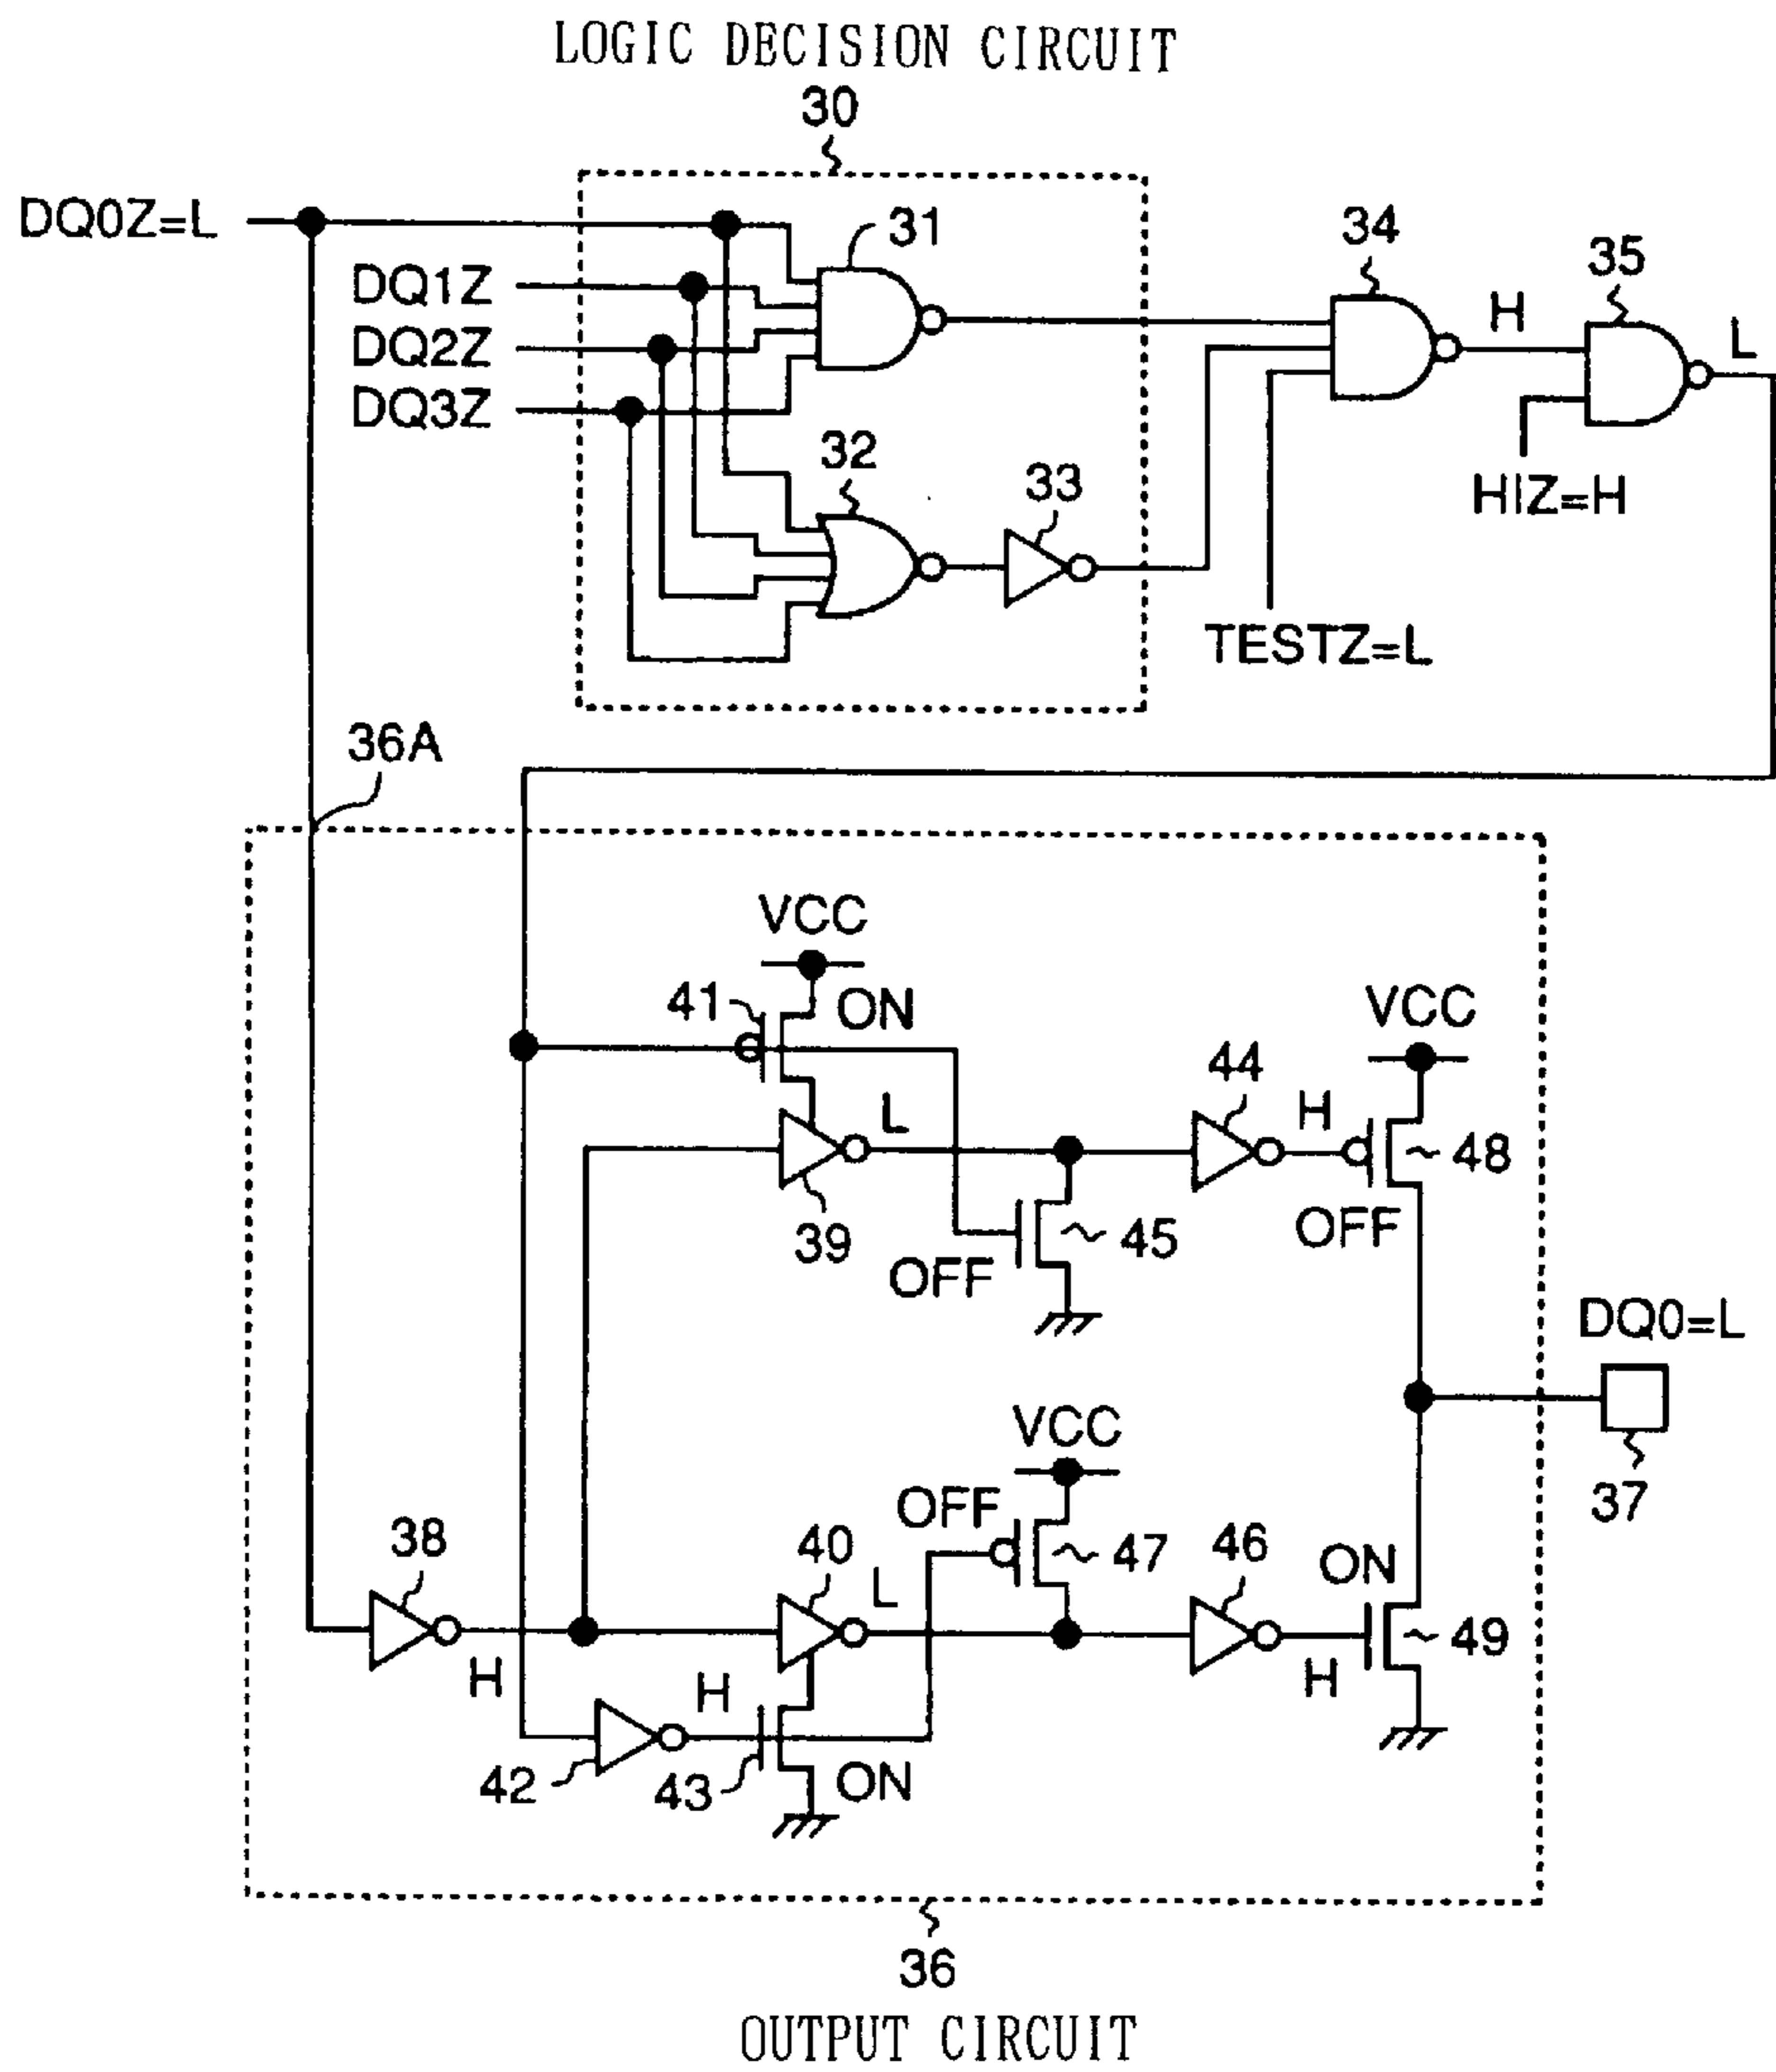 LOGIC DECISION CIRCUIT
30
DQ0Z=L
31
34
35
DQ1Z
H
L
DQ2Z
DQ3Z
32
33
HIZ=H
TESTZ=L
36A
VCC
41
ON
VCC
44
L
H
48
39
45
OFF
OFF
DQ0=L
VCC
37
OFF
38
40
47
46
ON
L
49
H
H
H
42
43
ON
36
OUTPUT CIRCUIT